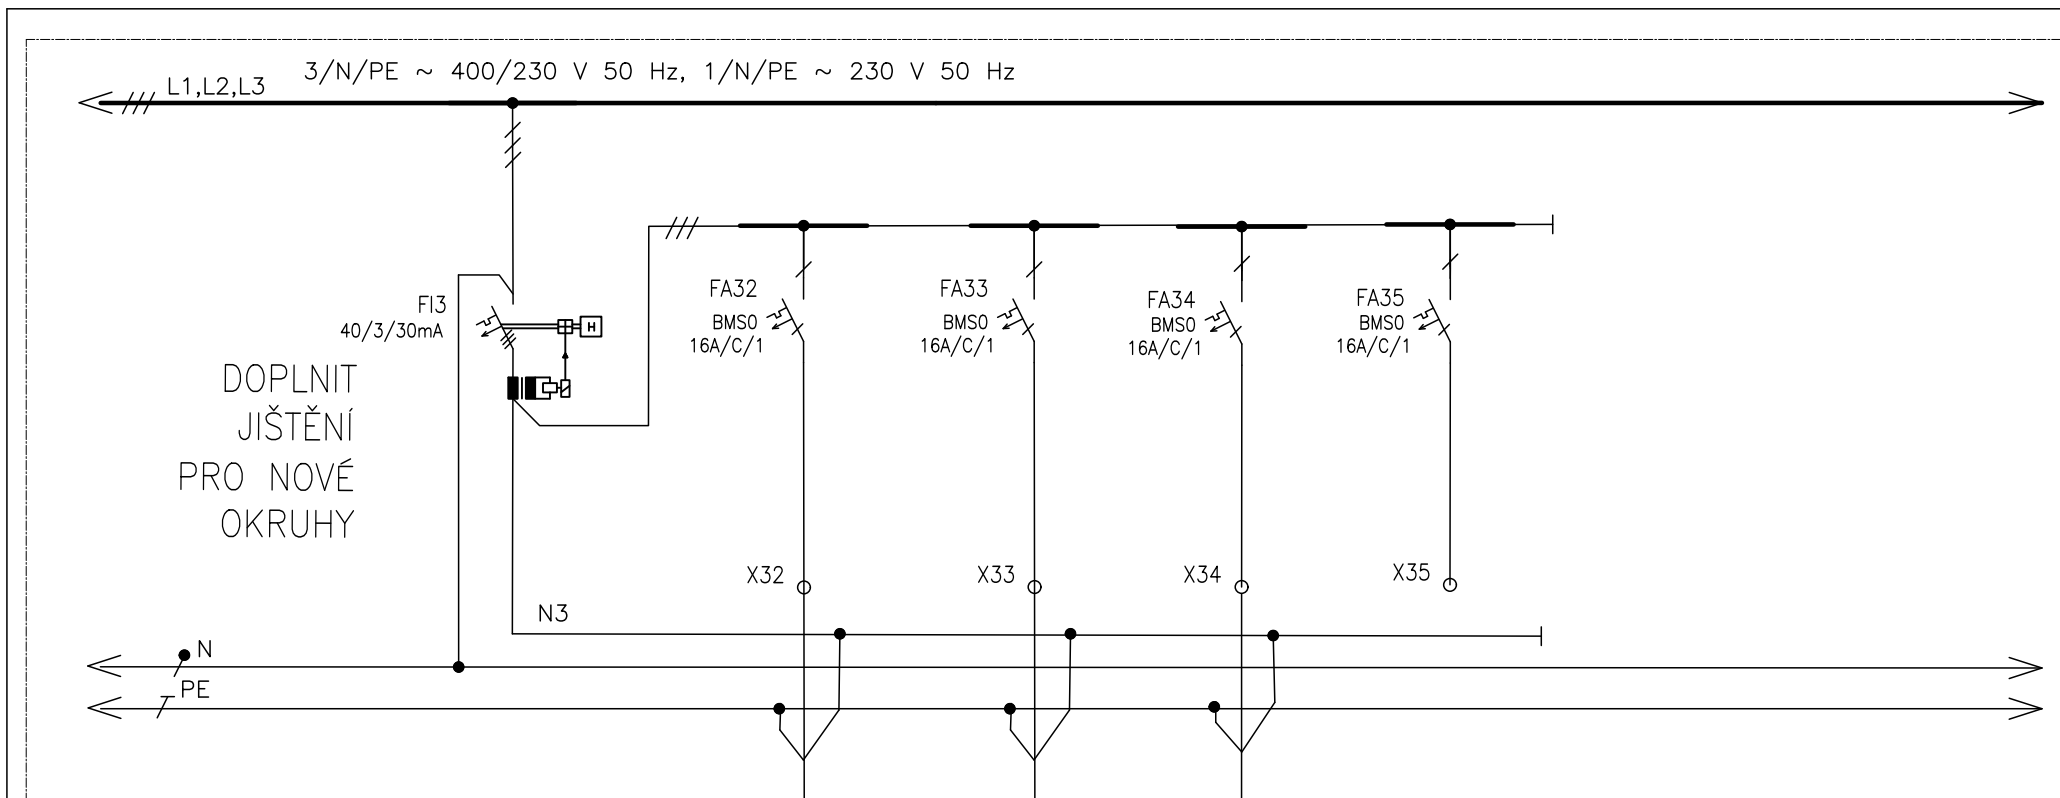 3/N/PE ~ 400/230 V 50 Hz, 1/N/PE ~ 230 V 50 Hz
L1,L2,L3
FI3
40/3/30mA
H
DOPLNIT
JIŠTĚNÍ
PRO NOVÉ
OKRUHY
FA32
BMS0
16A/C/1
FA33
BMS0
16A/C/1
FA34
BMS0
16A/C/1
FA35
BMS0
16A/C/1
X32
X33
X34
X35
N3
N
PE